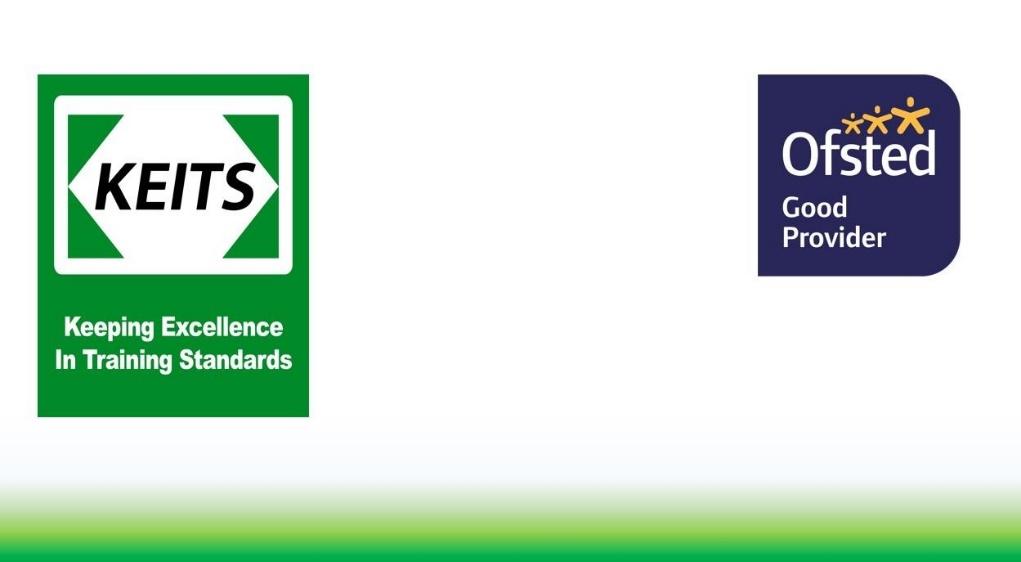 KEITS
Keeping Excellence
In Training Standards
Ofsted
Good
Provider